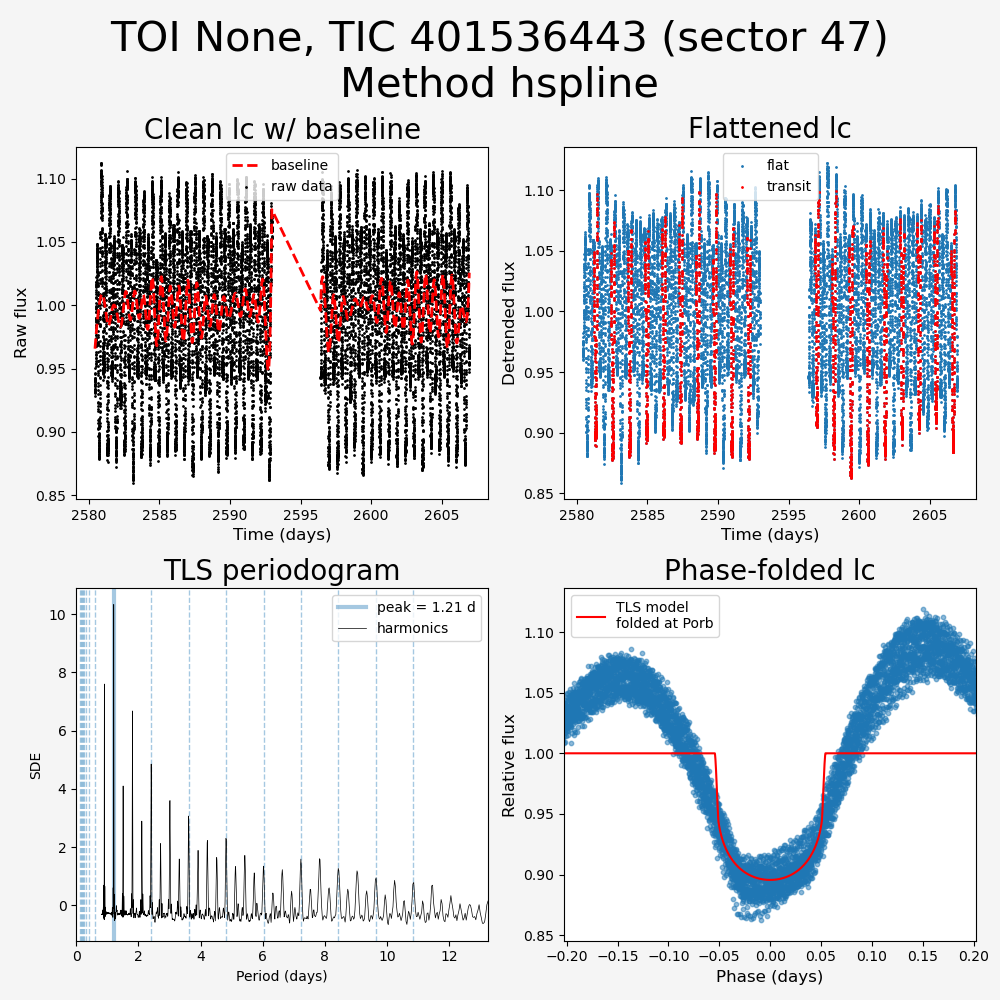 TOI None, TIC 401536443 (sector 47)
Method hspline
Clean lc w/ baseline
baseline
raw data
1.10
1.05
1.00
0.95
0.90
0.85
Raw flux
2580 2585 2590 2595 2600 2605
Time (days)
Flattened lc
flat
transit
1.10
1.05
1.00
0.95
0.90
0.85
Detrended flux
2580 2585 2590 2595 2600 2605
Time (days)
TLS periodogram
peak = 1.21 d
harmonics
10
8
6
4
2
0
SDE
0 2 4 6 8 10 12
Period (days)
Phase-folded lc
TLS model
folded at Porb
1.10
1.05
1.00
0.95
0.90
0.85
Relative flux
−0.20 −0.15 −0.10 −0.05 0.00 0.05 0.10 0.15 0.20
Phase (days)